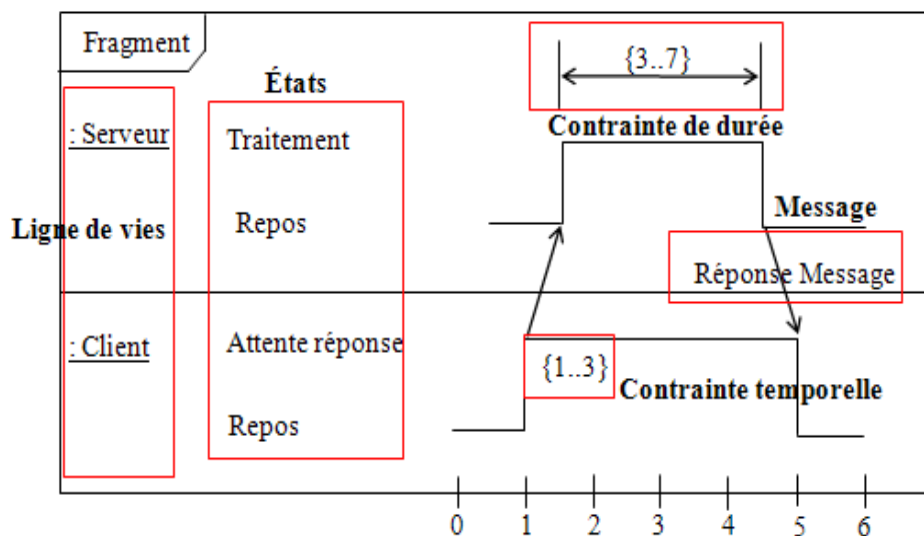 Fragment
{3..7}
États
Contrainte de durée
: Serveur
Traitement
Repos
Message
Ligne de vies
Réponse Message
: Client
Attente réponse
{1..3}
Contrainte temporelle
Repos
0 1 2 3 4 5 6